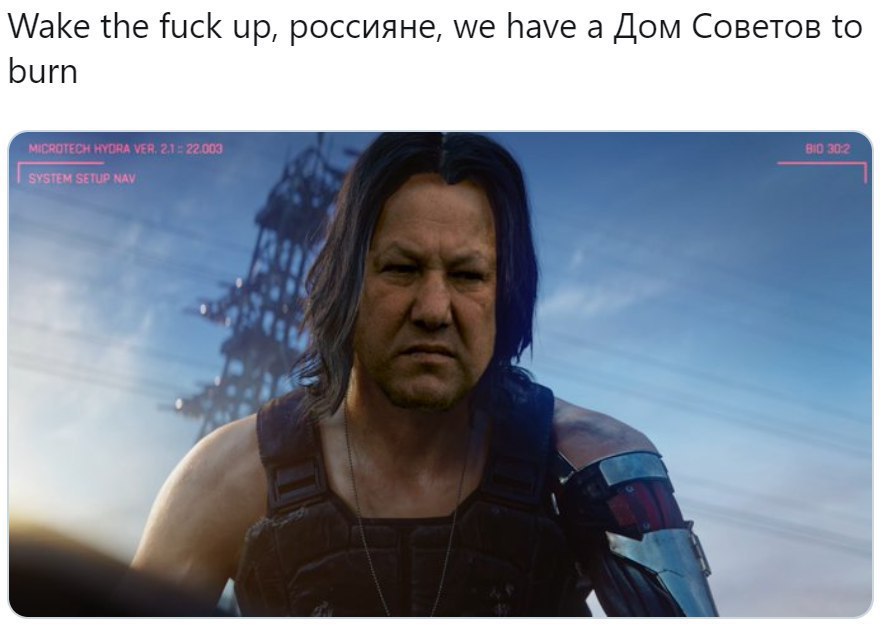 Wake the fuck up, россияне, we have a Дом Советов to
burn
MICROTECH HYDRA VER. 2.1 :: 22.003
BIO 30:2
SYSTEM SETUP NAV